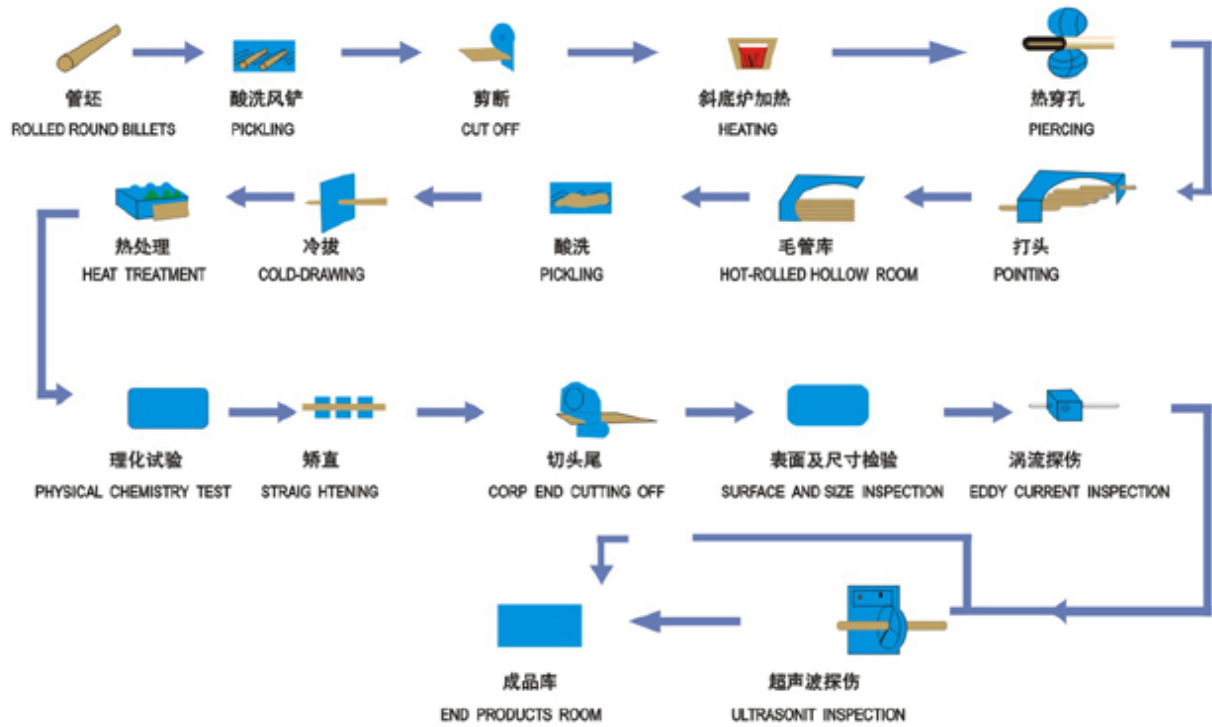 管坯
ROLLED ROUND BILLETS
酸洗风铲
PICKLING
剪断
CUT OFF
斜底炉加热
HEATING
热穿孔
PIERCING
热处理
HEAT TREATMENT
冷拔
COLD-DRAWING
酸洗
PICKLING
毛管库
HOT-ROLLED HOLLOW ROOM
打头
POINTING
理化试验
PHYSICAL CHEMISTRY TEST
矫直
STRAIG HTENING
切头尾
CORP END CUTTING OFF
表面及尺寸检验
SURFACE AND SIZE INSPECTION
涡流探伤
EDDY CURRENT INSPECTION
成品库
END PRODUCTS ROOM
超声波探伤
ULTRASONIT INSPECTION